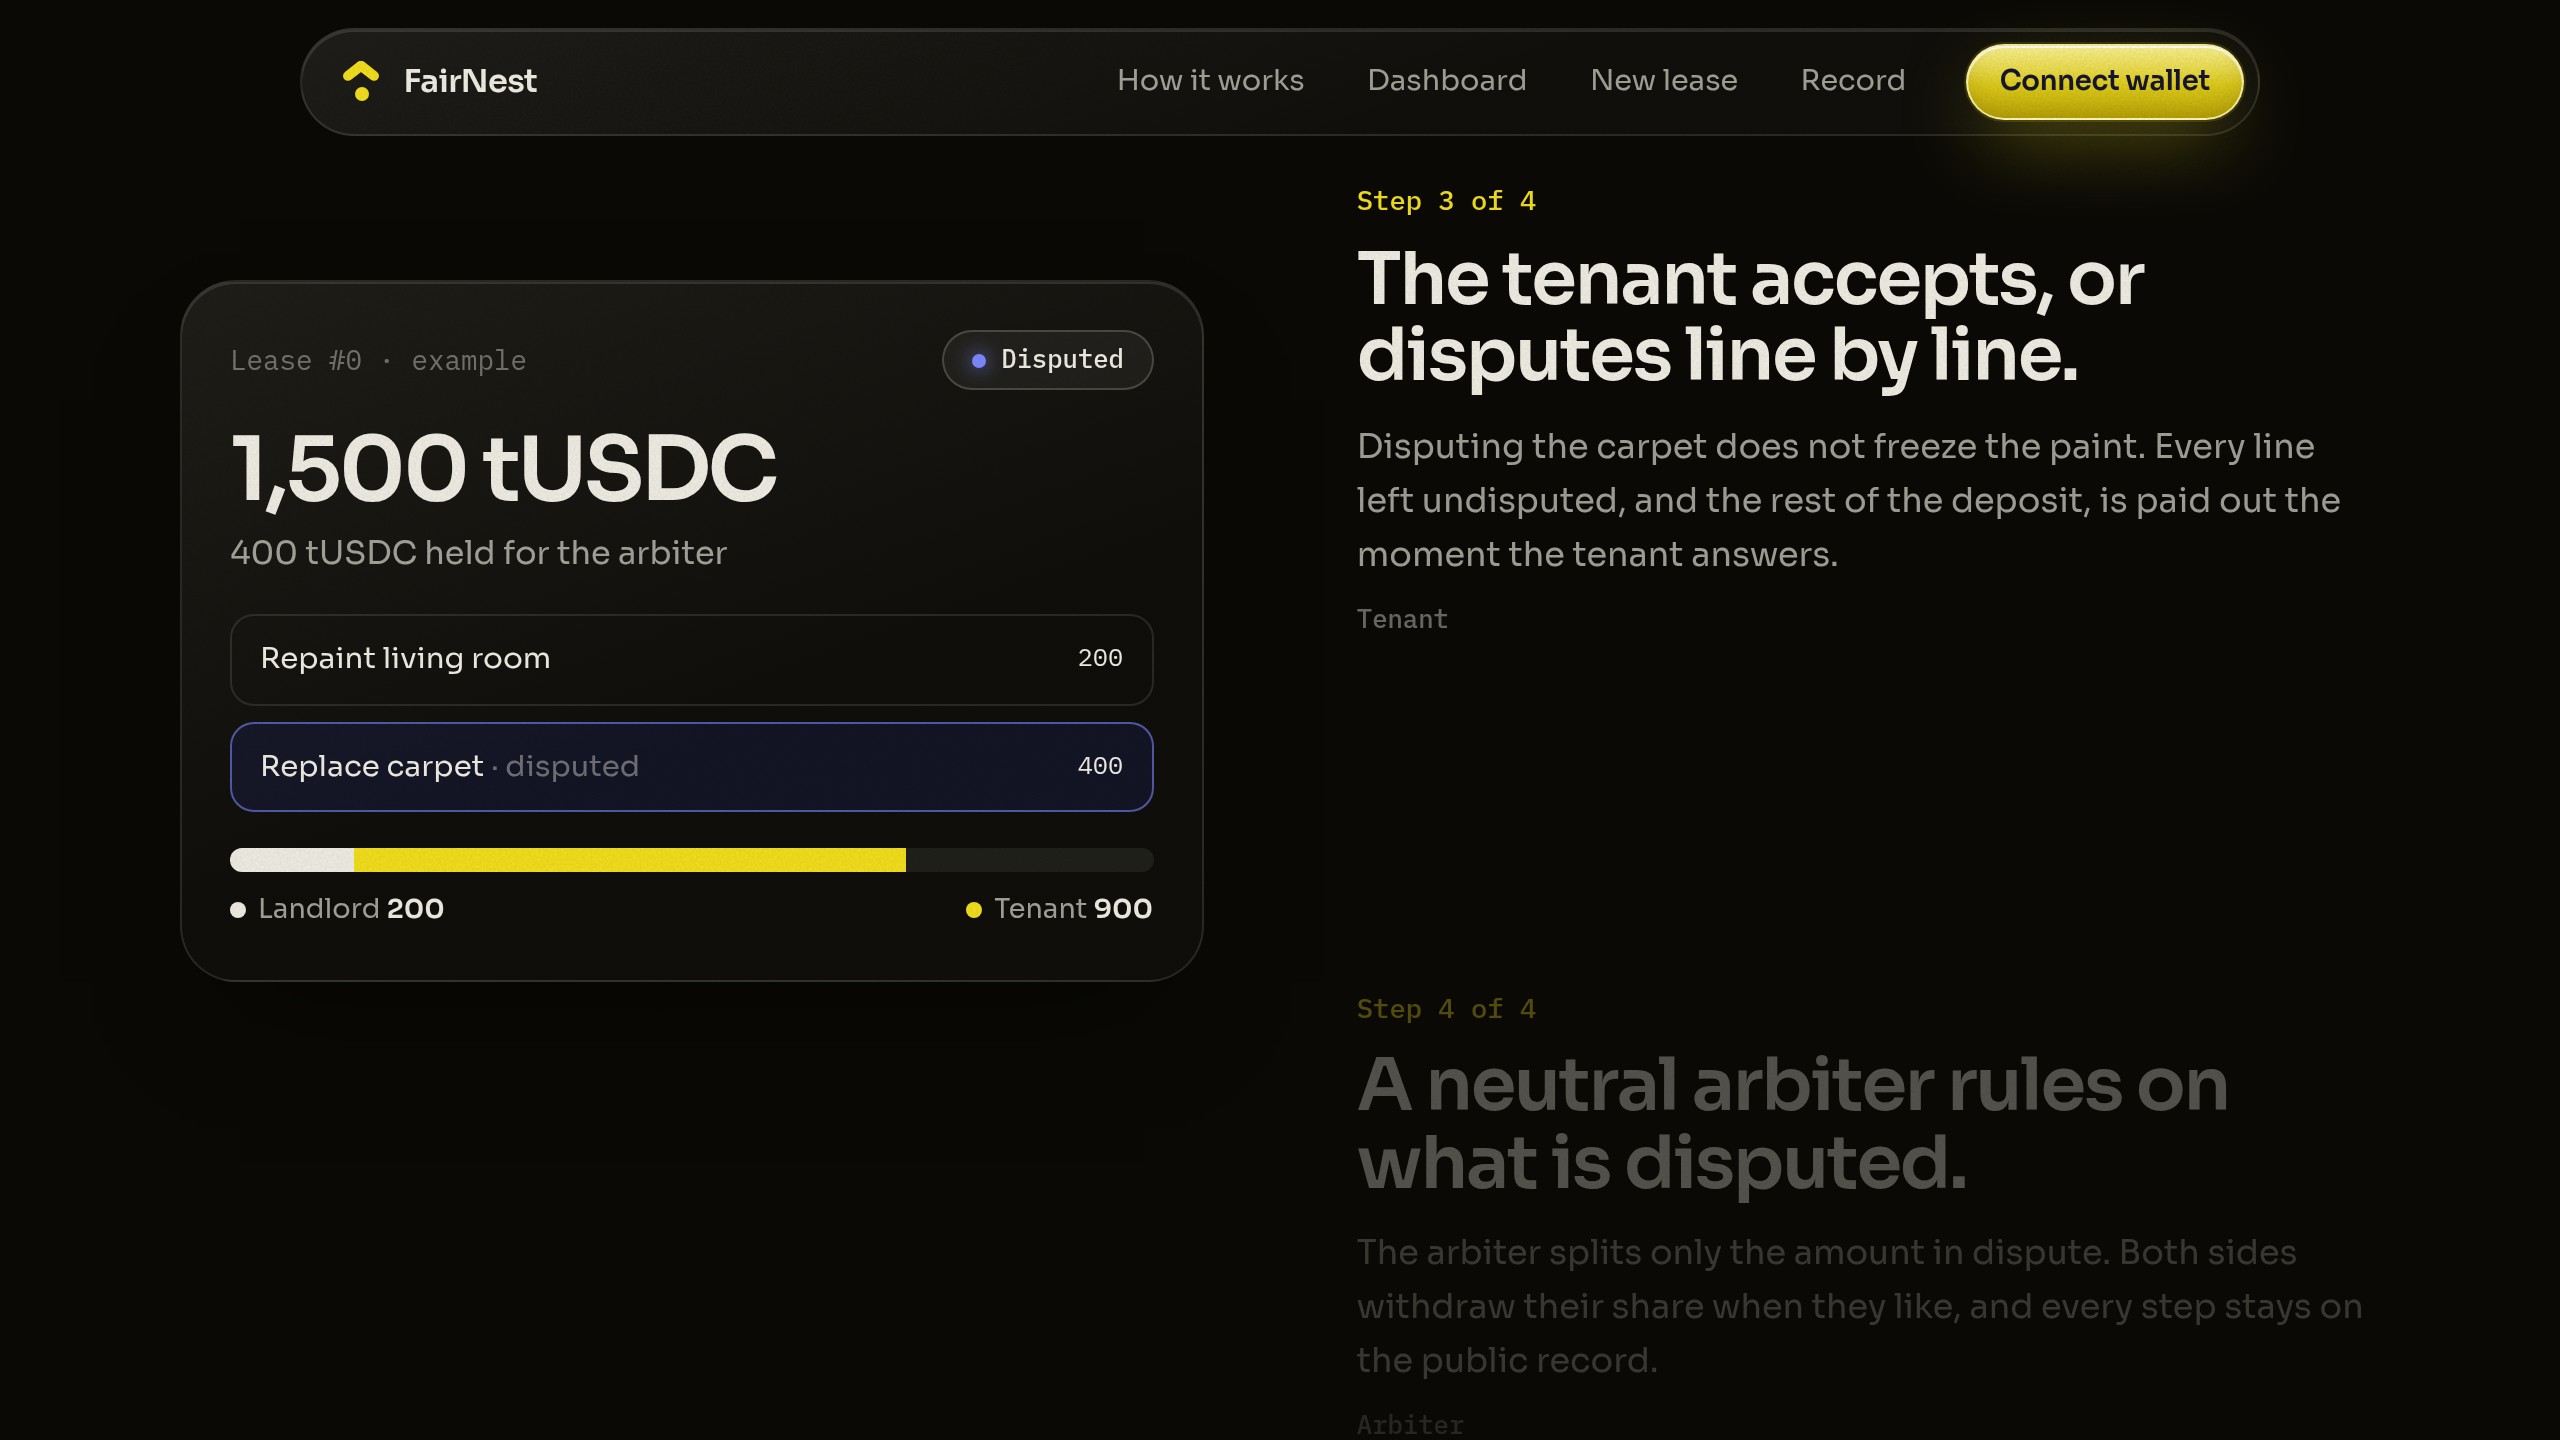 FairNest
How it works
Dashboard
New lease
Record
Connect wallet
Lease #0 · example
Disputed
1,500 tUSDC
400 tUSDC held for the arbiter
Repaint living room
200
Replace carpet · disputed
400
Landlord 200
Tenant 900
Step 3 of 4
The tenant accepts, or
disputes line by line.
Disputing the carpet does not freeze the paint. Every line
left undisputed, and the rest of the deposit, is paid out the
moment the tenant answers.
Tenant
Step 4 of 4
A neutral arbiter rules on
what is disputed.
The arbiter splits only the amount in dispute. Both sides
withdraw their share when they like, and every step stays on
the public record.
Arbiter